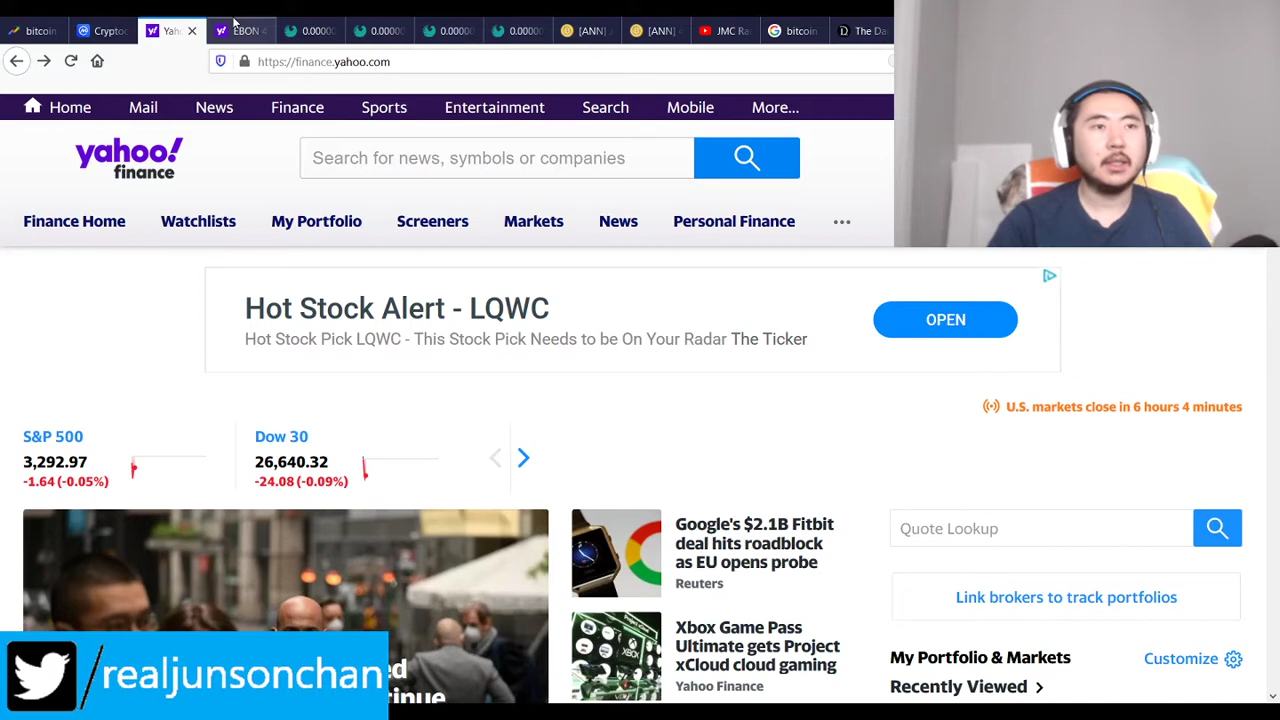 bitcoin
Crypto
Yah
EBON 4
0.0000
0.0000
0.0000
0.0000
[ANN]
[ANN]
JMC Ra
bitcoin
The Da
https://finance.yahoo.com
Home Mail News Finance Sports Entertainment Search Mobile More...
yahoo!
finance
Search for news, symbols or companies
Finance Home Watchlists My Portfolio Screeners Markets News Personal Finance
Hot Stock Alert - LQWC
Hot Stock Pick LQWC - This Stock Pick Needs to be On Your Radar The Ticker
OPEN
U.S. markets close in 6 hours 4 minutes
S&P 500
3,292.97
-1.64 (-0.05%)
Dow 30
26,640.32
-24.08 (-0.09%)
Google's $2.1B Fitbit
deal hits roadblock
as EU opens probe
Reuters
Xbox Game Pass
Ultimate gets Project
xCloud cloud gaming
Yahoo Finance
Quote Lookup
Link brokers to track portfolios
My Portfolio & Markets
Customize
Recently Viewed
/realjunsonchan